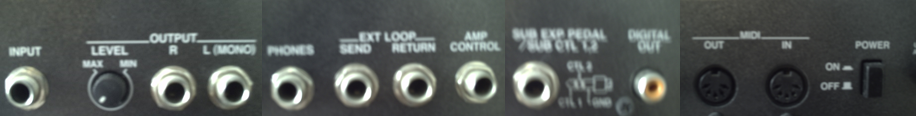 INPUT
OUTPUT
LEVEL R L (MONO)
MAX MIN
PHONES
EXT LOOP
SEND RETURN
AMP
CONTROL
SUB EXP PEDAL
/SUB CTL 1,2
CTL 2
CTL 1 GND
DIGITAL
OUT
MIDI
OUT IN
POWER
ON
OFF